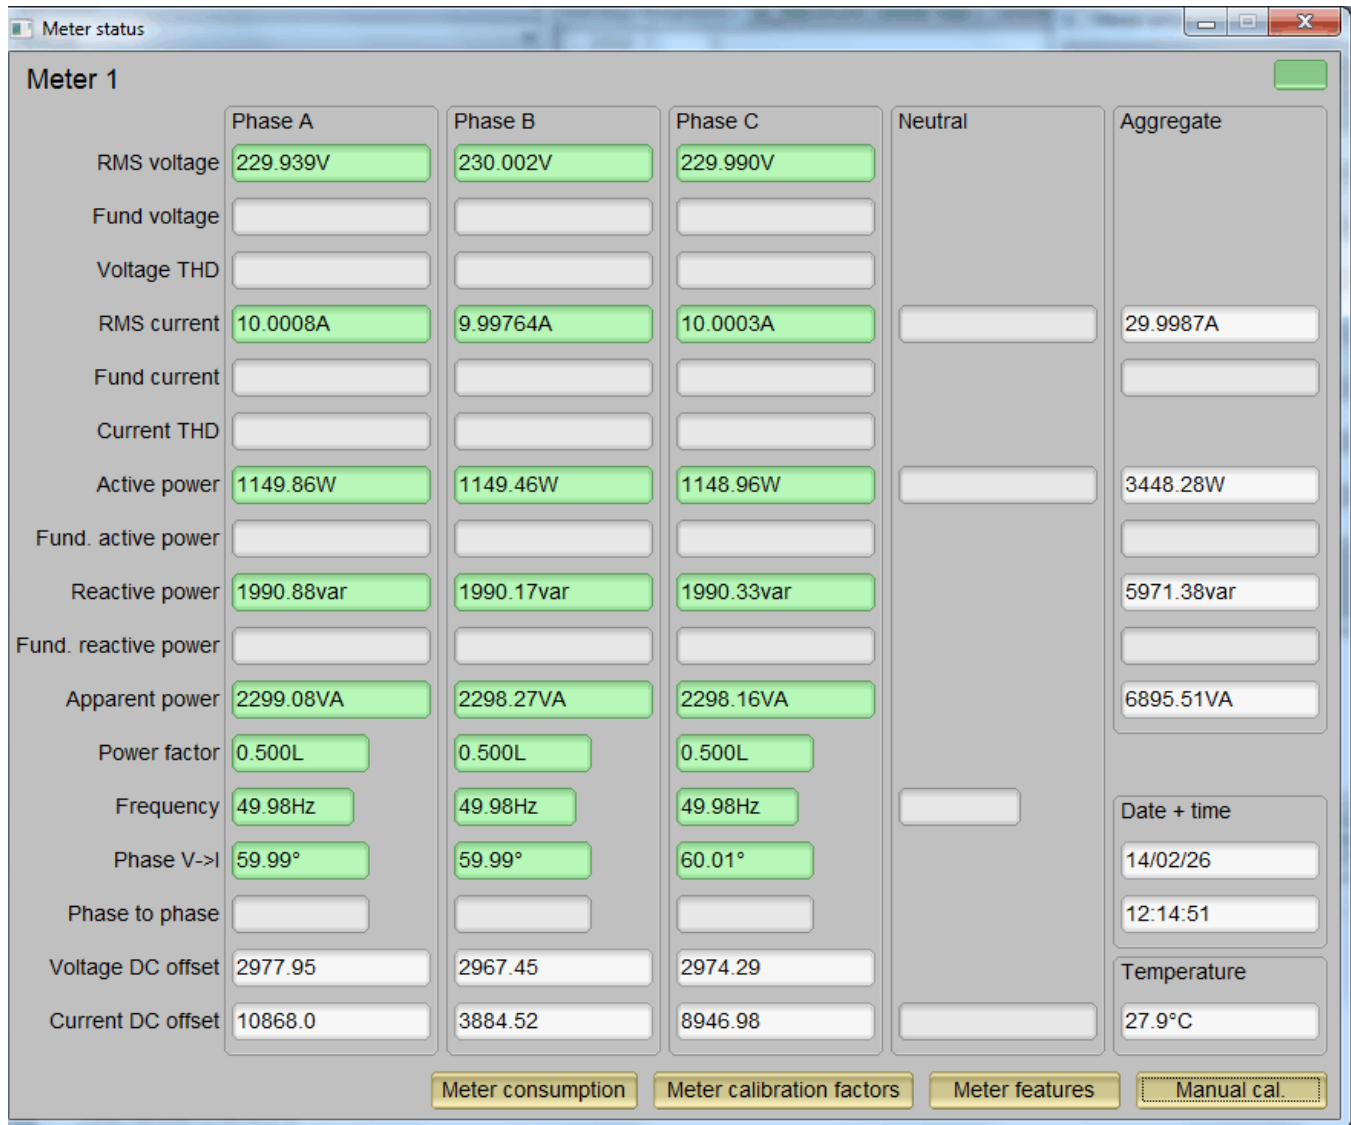 Meter status
Meter 1
Phase A Phase B Phase C Neutral Aggregate
RMS voltage 229.939V 230.002V 229.990V
Fund voltage
Voltage THD
RMS current 10.0008A 9.99764A 10.0003A 29.9987A
Fund current
Current THD
Active power 1149.86W 1149.46W 1148.96W 3448.28W
Fund. active power
Reactive power 1990.88var 1990.17var 1990.33var 5971.38var
Fund. reactive power
Apparent power 2299.08VA 2298.27VA 2298.16VA 6895.51VA
Power factor 0.500L 0.500L 0.500L
Frequency 49.98Hz 49.98Hz 49.98Hz Date + time
Phase V->I 59.99° 59.99° 60.01° 14/02/26
Phase to phase 12:14:51
Voltage DC offset 2977.95 2967.45 2974.29 Temperature
Current DC offset 10868.0 3884.52 8946.98 27.9°C
Meter consumption Meter calibration factors Meter features Manual cal.